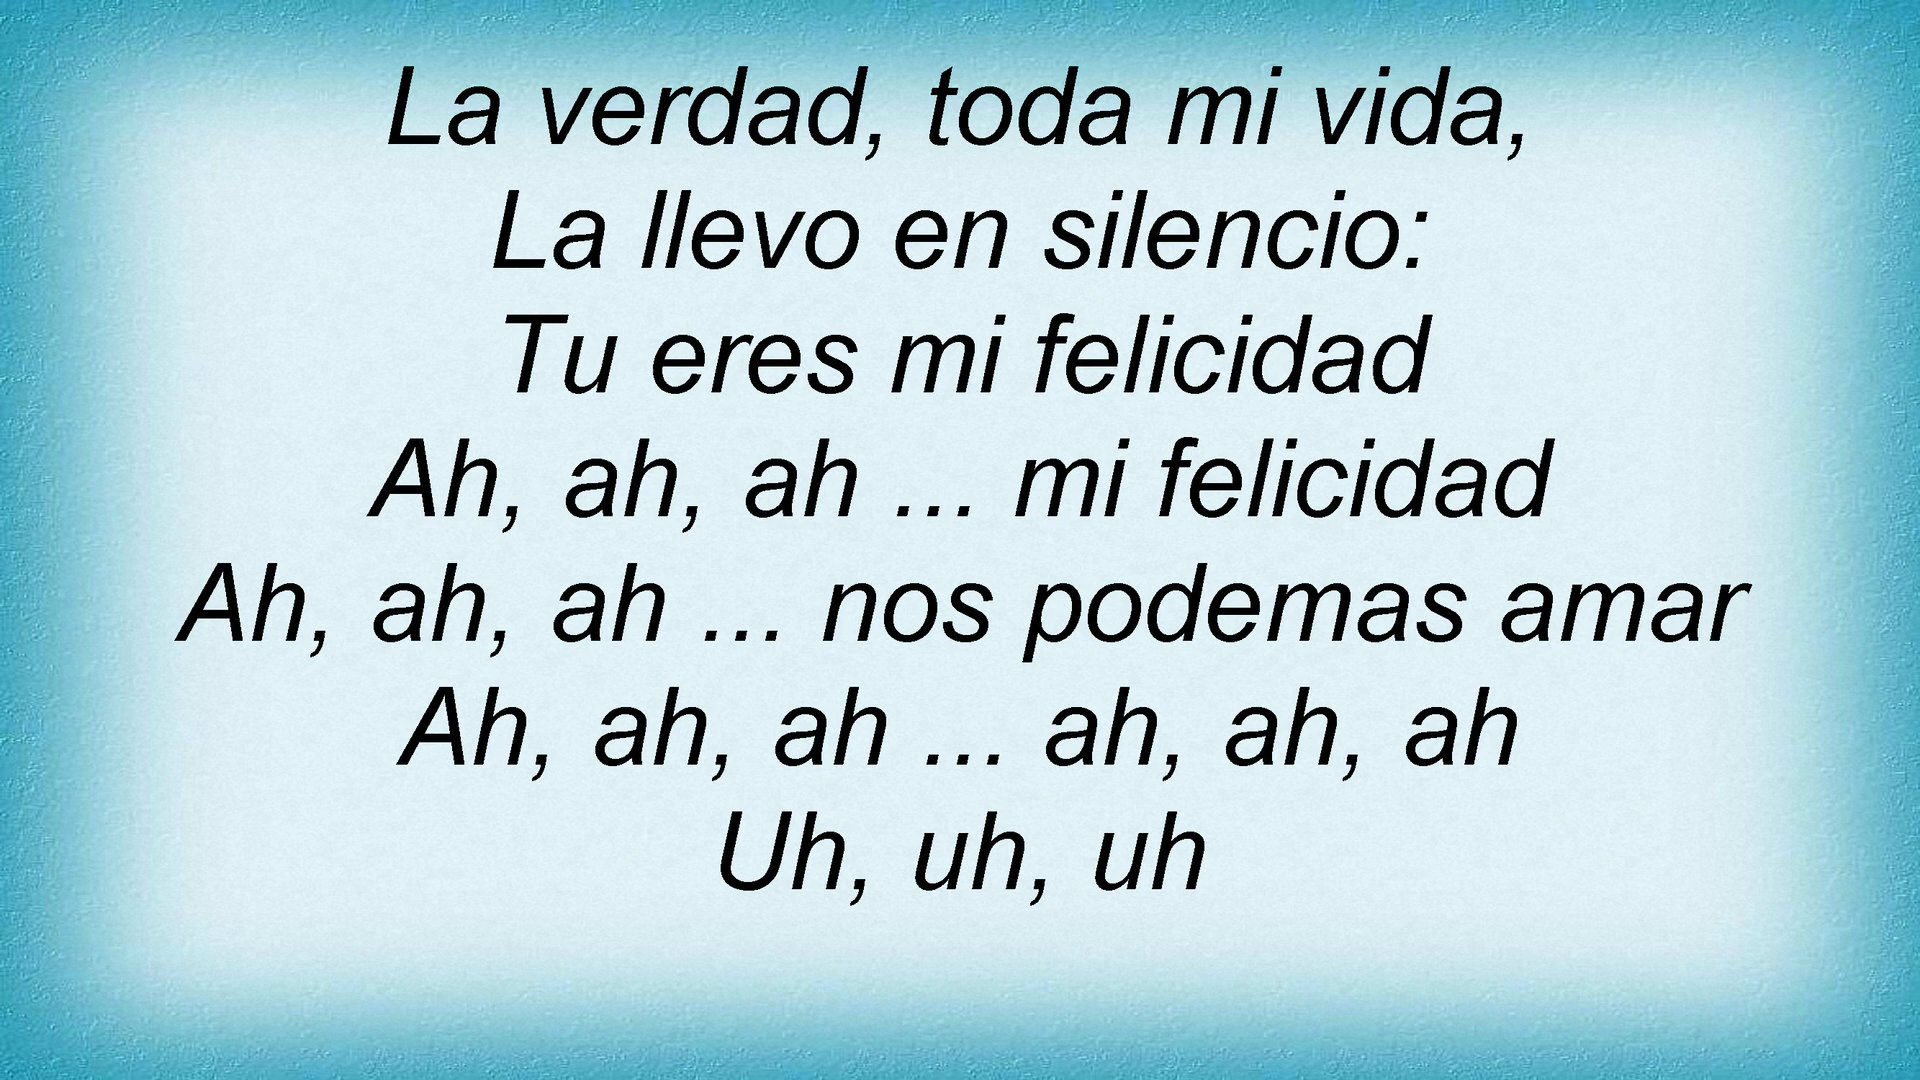 La verdad, toda mi vida,
La llevo en silencio:
Tu eres mi felicidad
Ah, ah, ah ... mi felicidad
Ah, ah, ah ... nos podemas amar
Ah, ah, ah ... ah, ah, ah
Uh, uh, uh